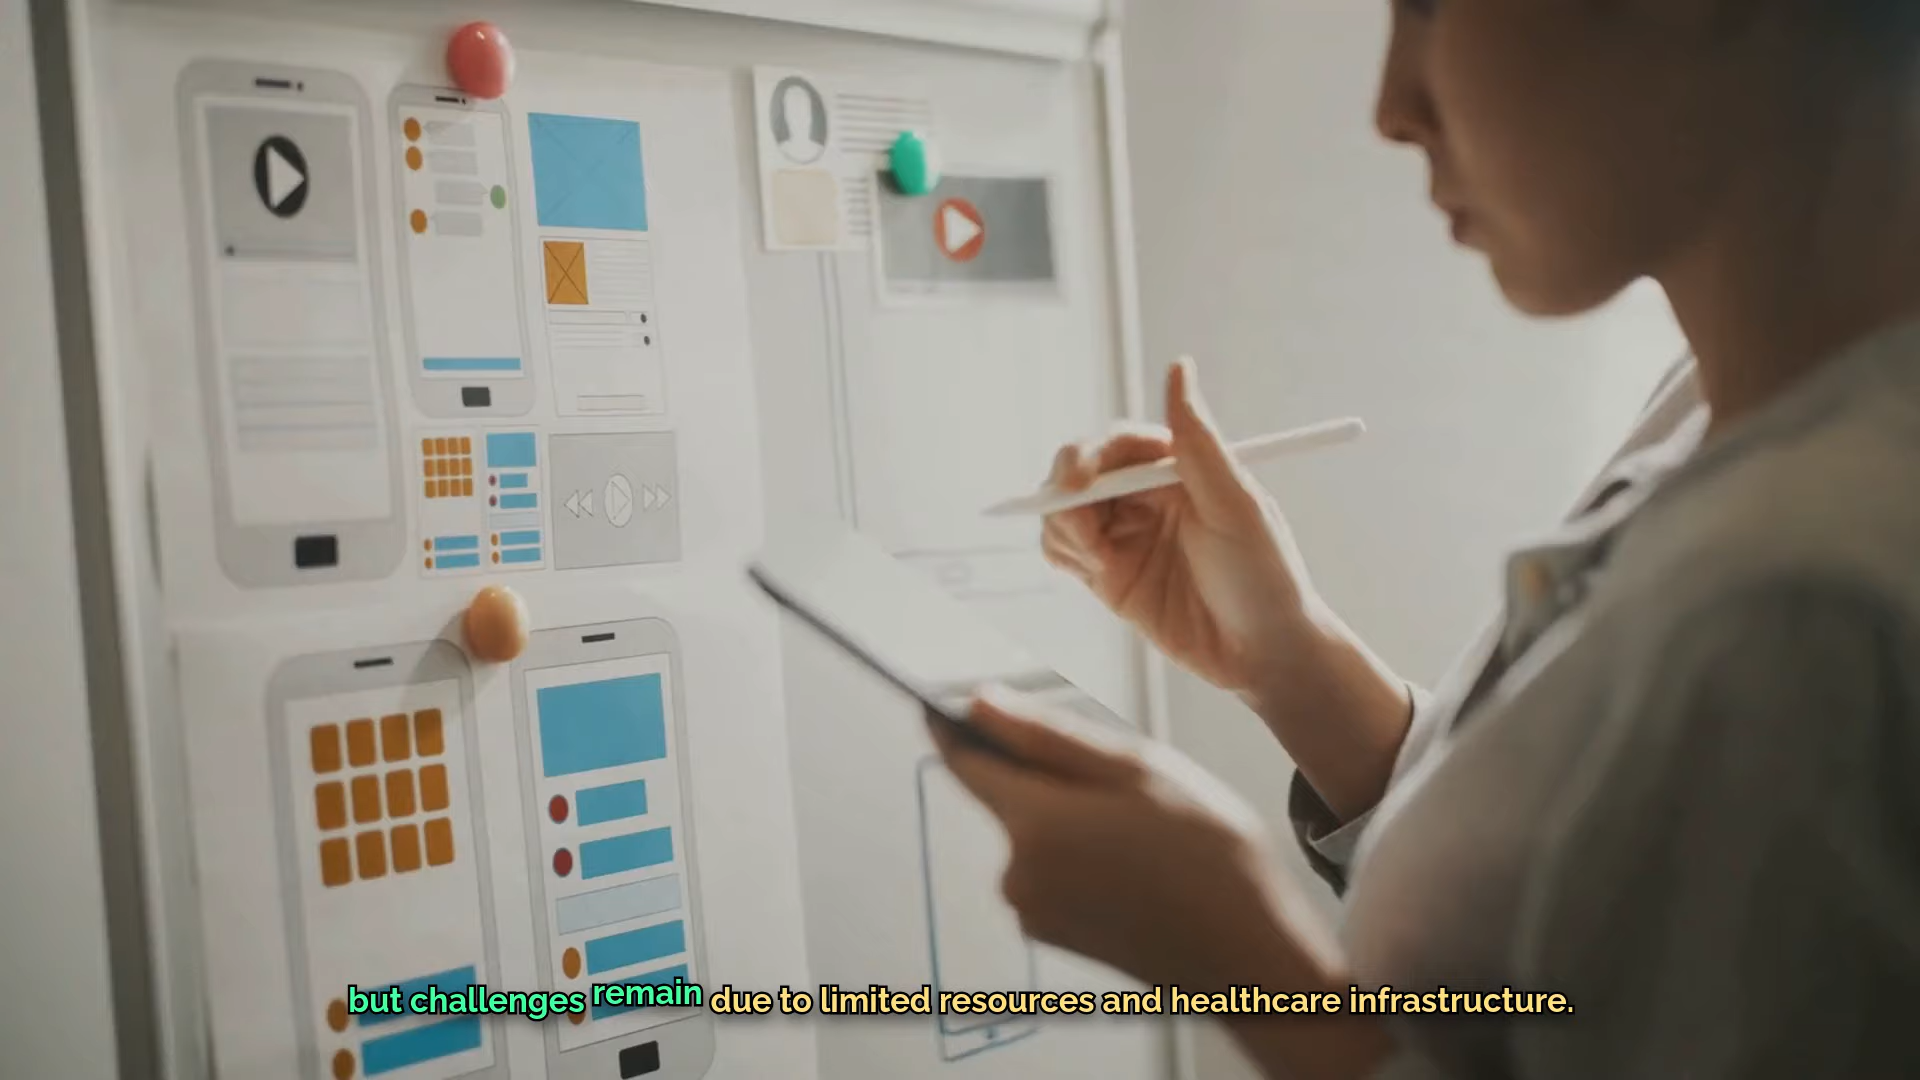 but challenges remain due to limited resources and healthcare infrastructure.